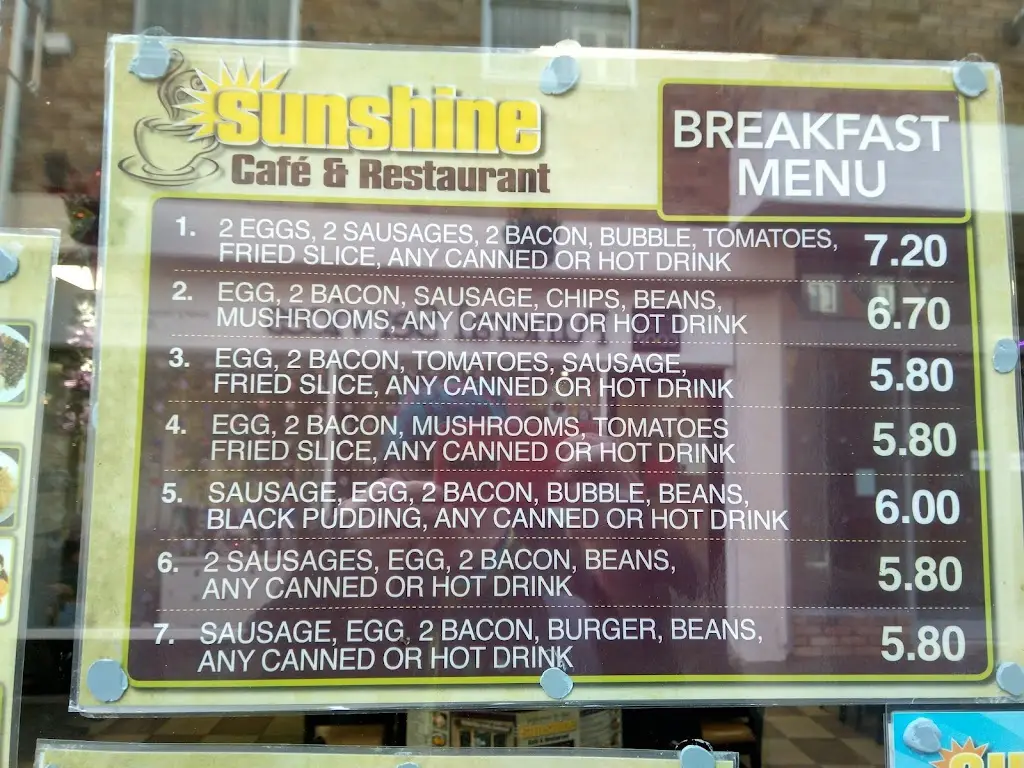 sunshine
Café & Restaurant
BREAKFAST
MENU
1. 2 EGGS, 2 SAUSAGES, 2 BACON, BUBBLE, TOMATOES,
FRIED SLICE, ANY CANNED OR HOT DRINK 7.20
2. EGG, 2 BACON, SAUSAGE, CHIPS, BEANS,
MUSHROOMS, ANY CANNED OR HOT DRINK 6.70
3. EGG, 2 BACON, TOMATOES, SAUSAGE,
FRIED SLICE, ANY CANNED OR HOT DRINK 5.80
4. EGG, 2 BACON, MUSHROOMS, TOMATOES
FRIED SLICE, ANY CANNED OR HOT DRINK 5.80
5. SAUSAGE, EGG, 2 BACON, BUBBLE, BEANS,
BLACK PUDDING, ANY CANNED OR HOT DRINK 6.00
6. 2 SAUSAGES, EGG, 2 BACON, BEANS,
ANY CANNED OR HOT DRINK 5.80
7. SAUSAGE, EGG, 2 BACON, BURGER, BEANS,
ANY CANNED OR HOT DRINK 5.80